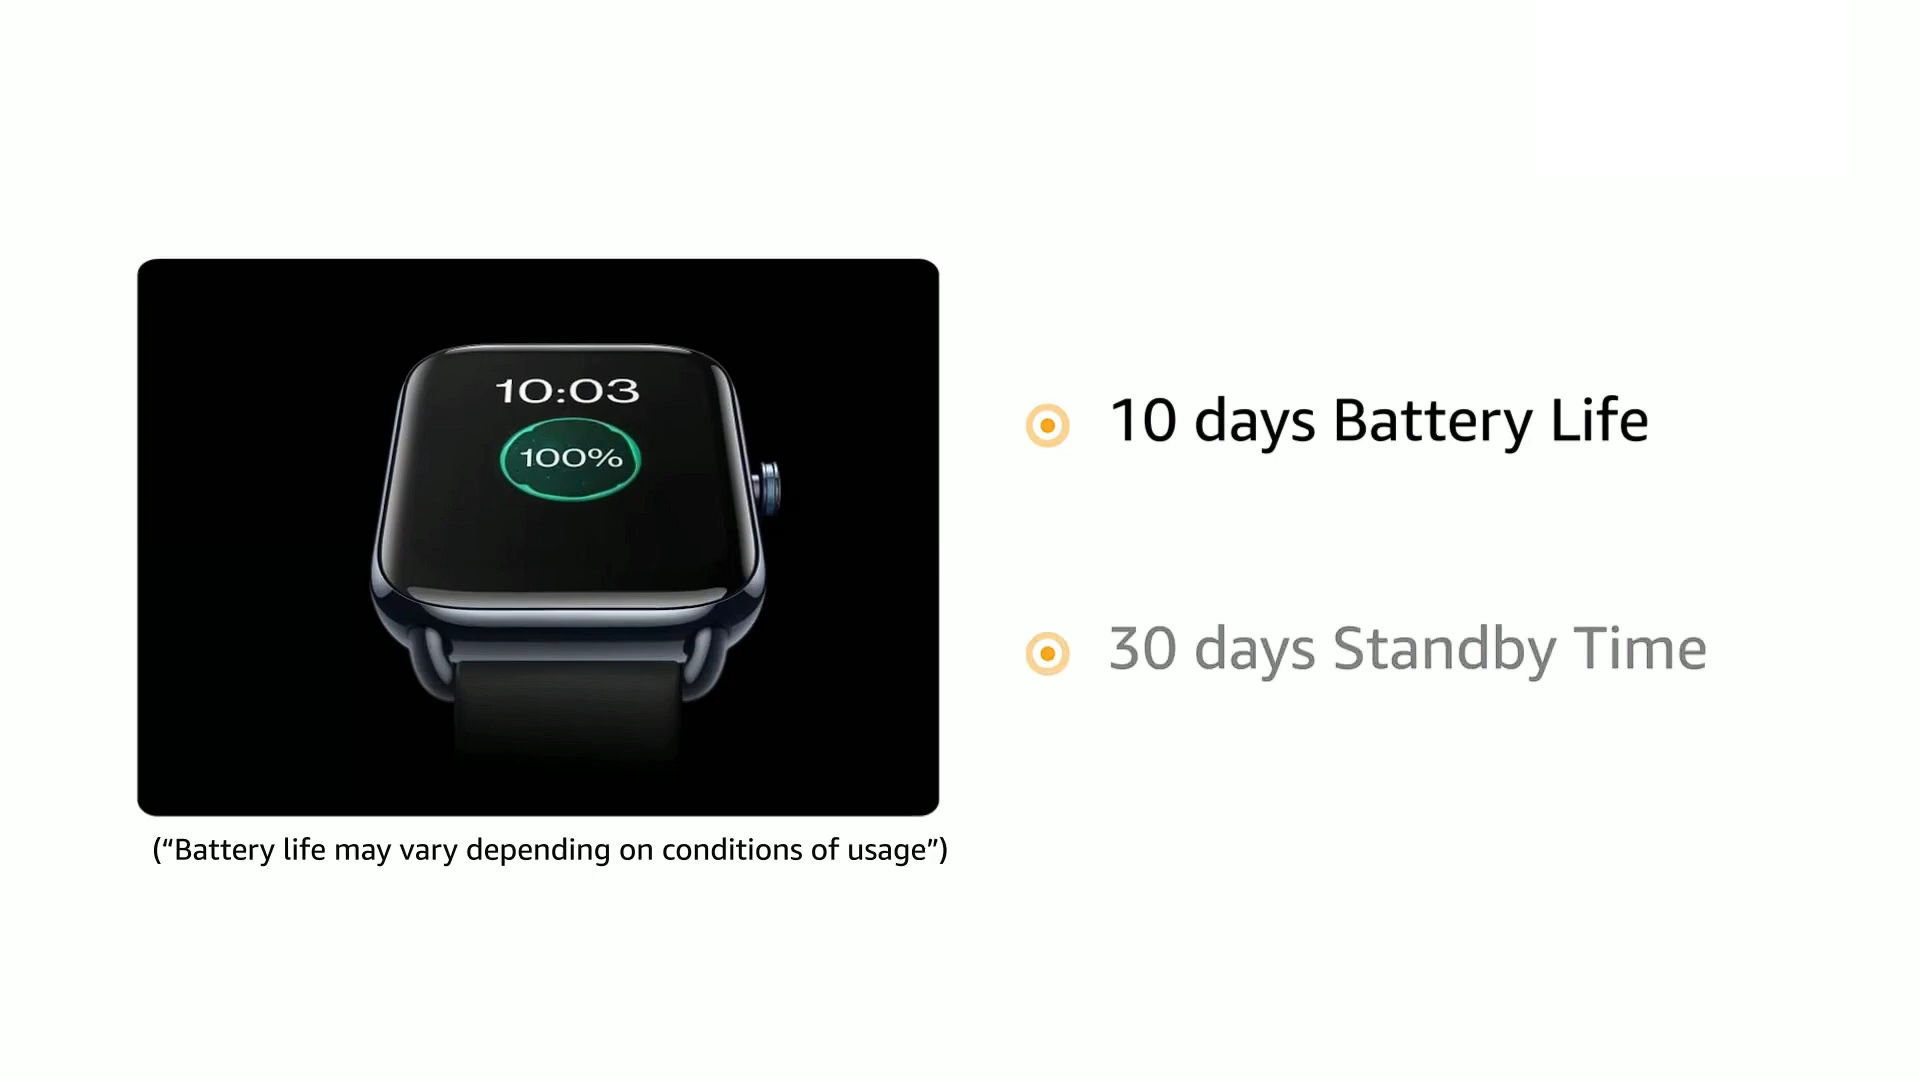 10:03
100%
10 days Battery Life
30 days Standby Time
(“Battery life may vary depending on conditions of usage”)